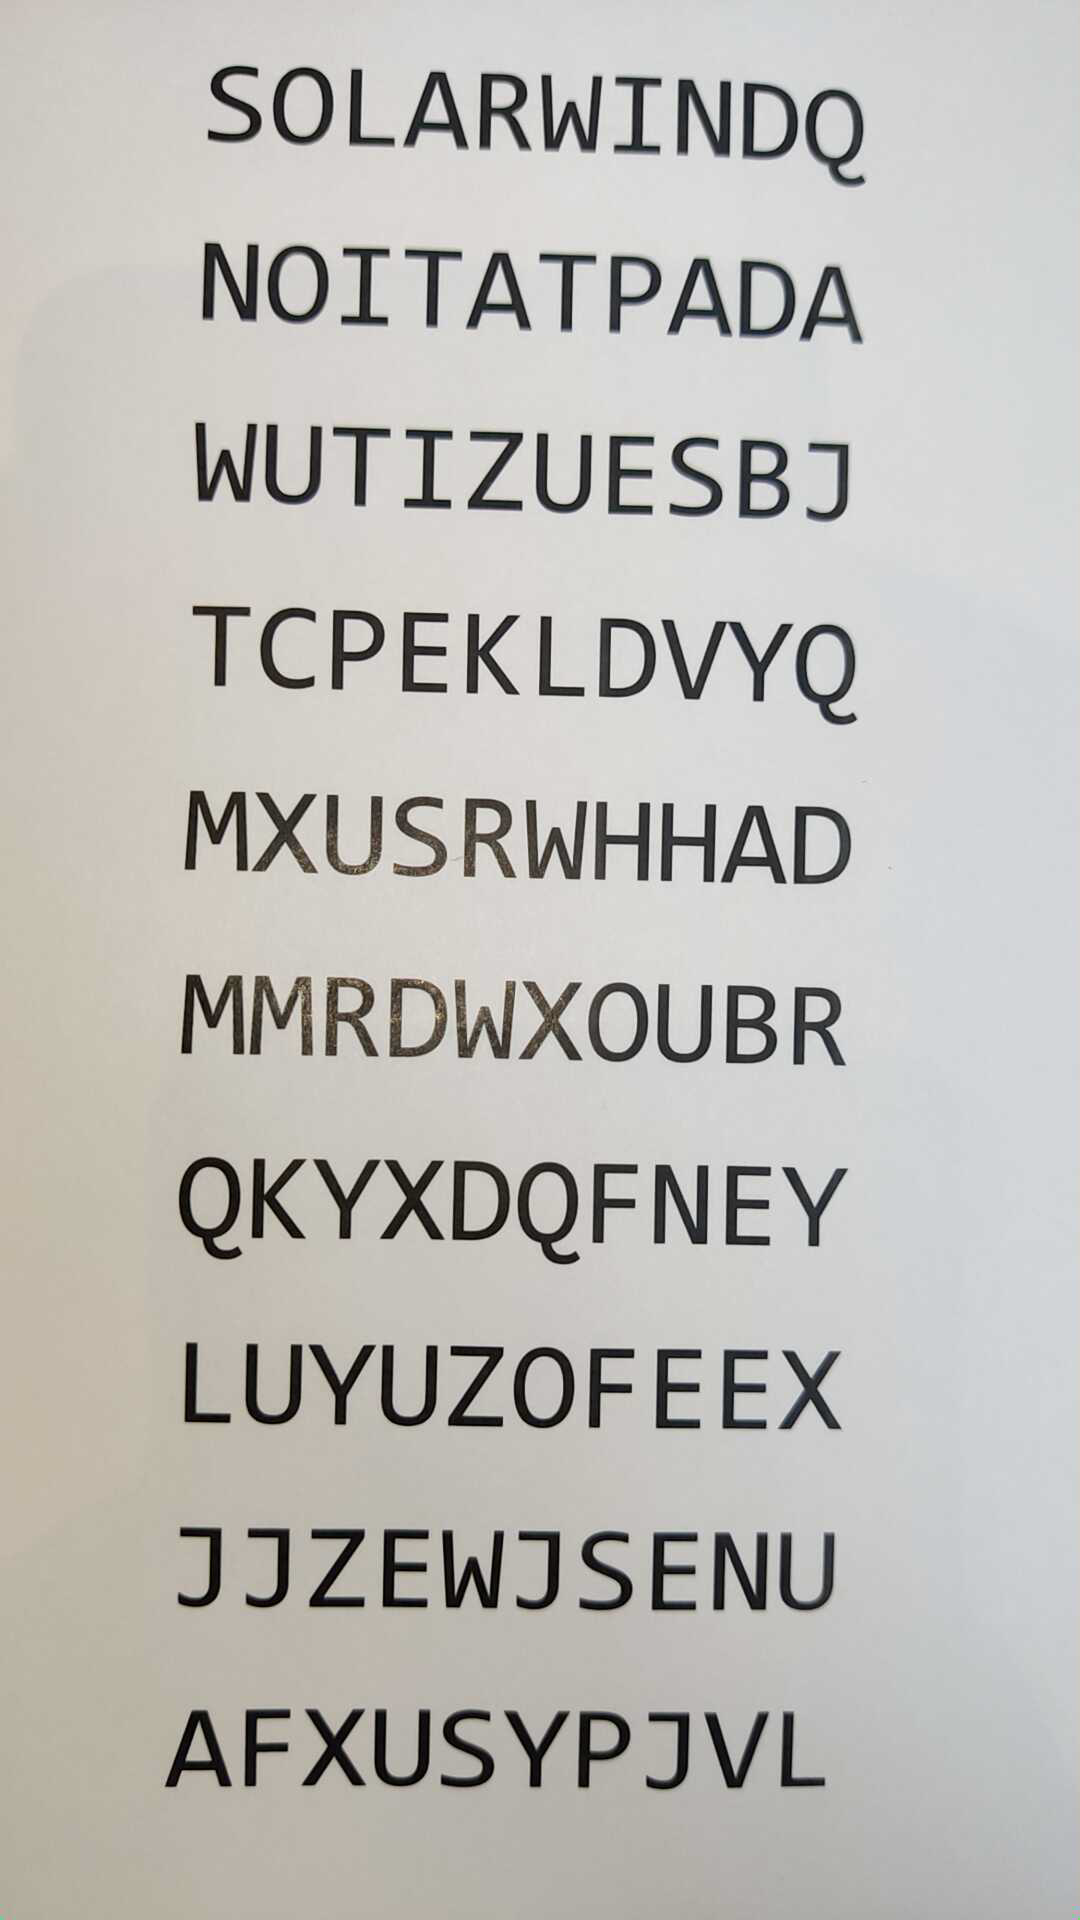 SOLARWINDQ
NOITATPADA
WUTIZUESBJ
TCPEKLDVYQ
MXUSRWHHAD
MMRDWXOUBR
QKYXDQFNEY
LUYUZOFEEX
JJZEWJSENU
AFXUSYPJVL